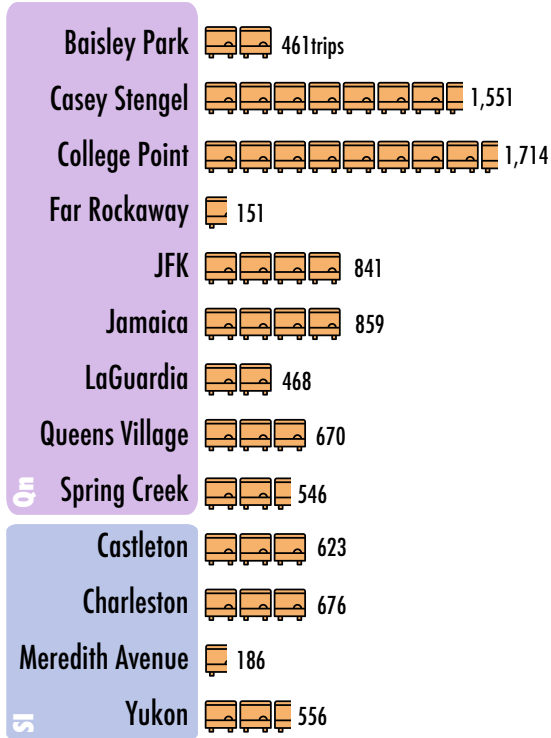 Baisley Park 461trips
Casey Stengel 1,551
College Point 1,714
Far Rockaway 151
JFK 841
Jamaica 859
LaGuardia 468
Queens Village 670
Qn Spring Creek 546
Castleton 623
Charleston 676
Meredith Avenue 186
SI Yukon 556